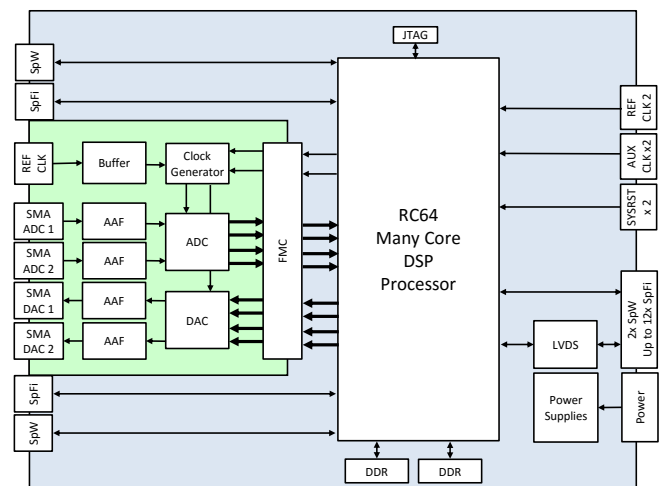 JTAG
SpW
SpFi
REF
CLK
Buffer
Clock
Generator
SMA
ADC 1
AAF
SMA
ADC 2
AAF
ADC
SMA
DAC 1
AAF
SMA
DAC 2
AAF
DAC
FMC
SpFi
SpW
RC64
Many Core
DSP
Processor
REF
CLK 2
AUX
CLK x2
SYSRST
x 2
2x SpW
Up to 12x SpFi
LVDS
Power
Supplies
Power
DDR
DDR